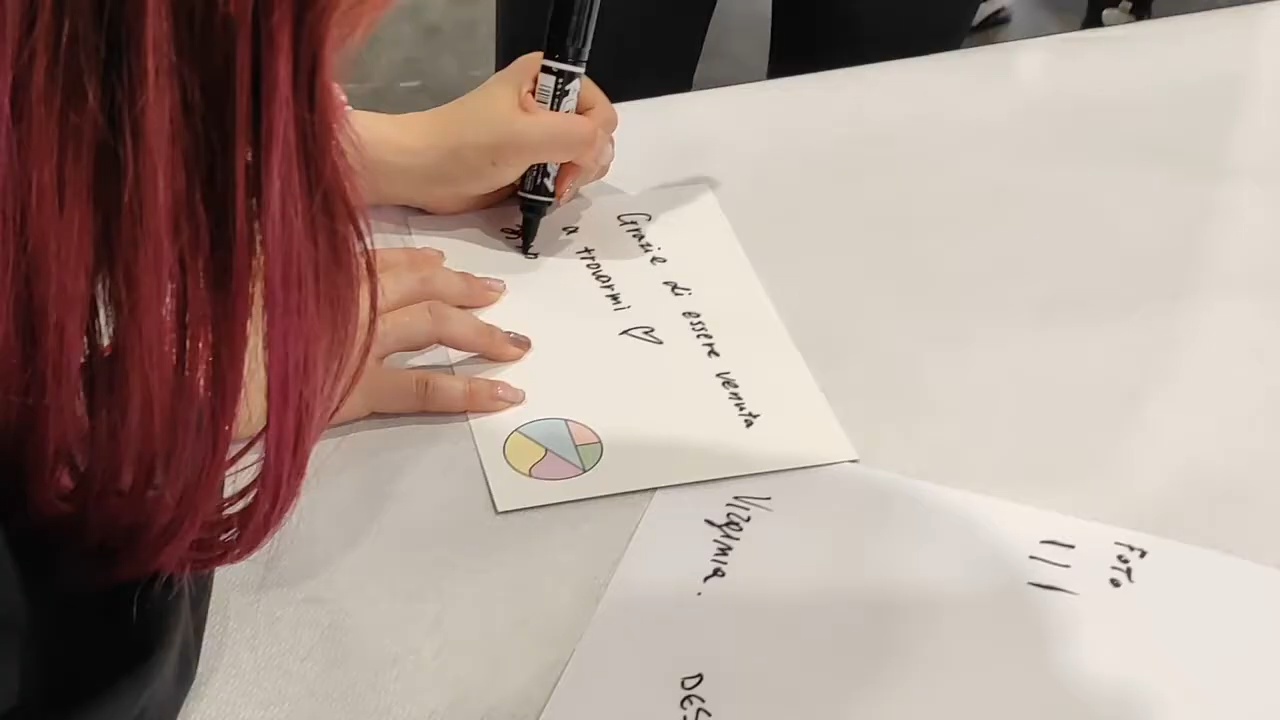 Grazie di essere venuta
a trovarmi ♡
Virginia.
FOTO
DES